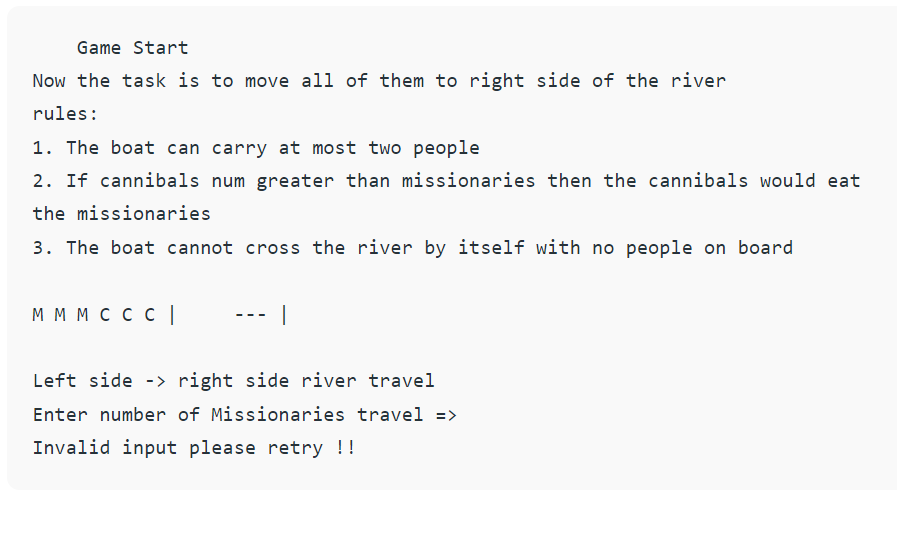 Game Start
Now the task is to move all of them to right side of the river
rules:
1. The boat can carry at most two people
2. If cannibals num greater than missionaries then the cannibals would eat
the missionaries
3. The boat cannot cross the river by itself with no people on board
M M M C C C |     --- |
Left side -> right side river travel
Enter number of Missionaries travel =>
Invalid input please retry !!